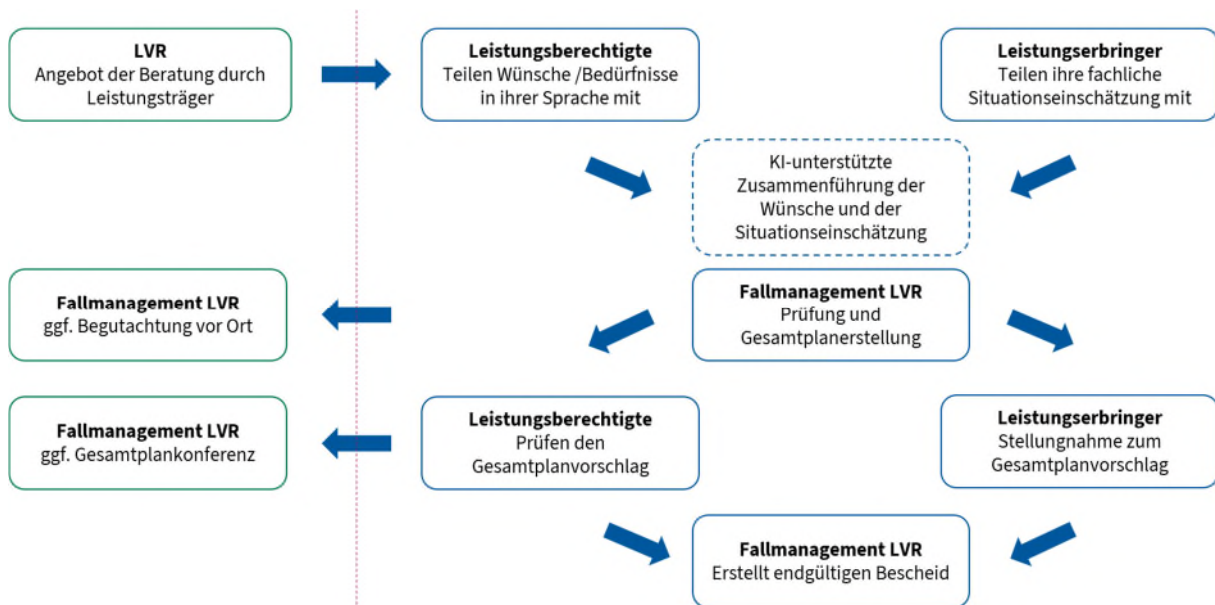 LVR
Angebot der Beratung durch
Leistungsträger
Leistungsberechtigte
Teilen Wünsche /Bedürfnisse
in ihrer Sprache mit
Leistungserbringer
Teilen ihre fachliche
Situationseinschätzung mit
KI-unterstützte
Zusammenführung der
Wünsche und der
Situationseinschätzung
Fallmanagement LVR
ggf. Begutachtung vor Ort
Fallmanagement LVR
Prüfung und
Gesamtplanerstellung
Fallmanagement LVR
ggf. Gesamtplankonferenz
Leistungsberechtigte
Prüfen den
Gesamtplanvorschlag
Leistungserbringer
Stellungnahme zum
Gesamtplanvorschlag
Fallmanagement LVR
Erstellt endgültigen Bescheid